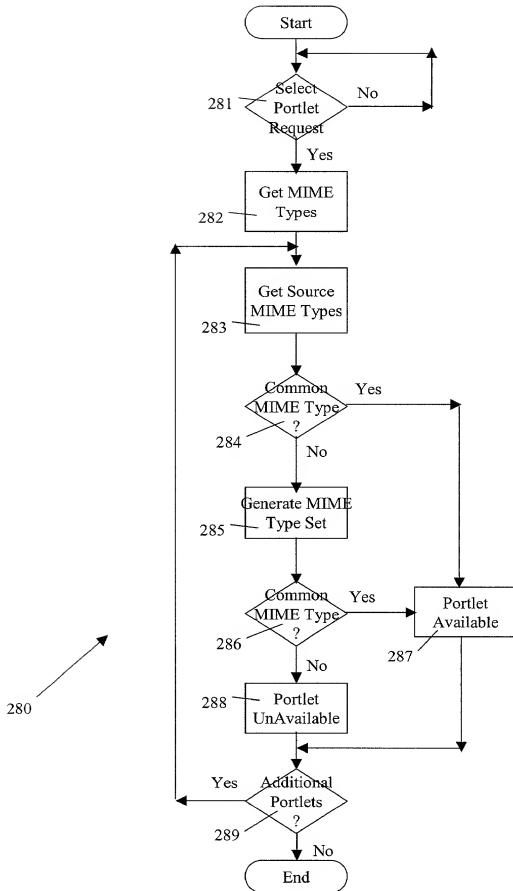 Start
Select
Portlet
Request
281
No
Yes
Get MIME
Types
282
Get Source
MIME Types
283
Common
MIME Type
?
Yes
284
No
Generate MIME
Type Set
285
Common
MIME Type
?
Yes
286
Portlet
Available
287
No
Portlet
UnAvailable
288
280
Yes
Additional
Portlets
?
289
No
End